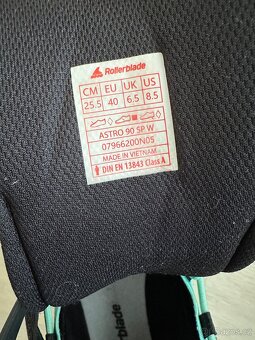 Rollerblade
CM EU UK US
25.5 40 6.5 8.5
ASTRO 90 SP W
07966200N05
MADE IN VIETNAM
DIN EN 13843 Class A
Rollerblade